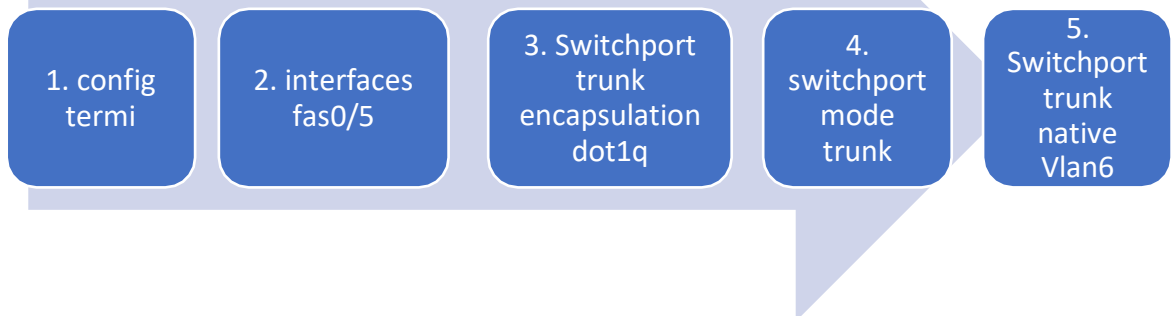 1. config
termi
2. interfaces
fas0/5
3. Switchport
trunk
encapsulation
dot1q
4.
switchport
mode
trunk
5.
Switchport
trunk
native
Vlan6